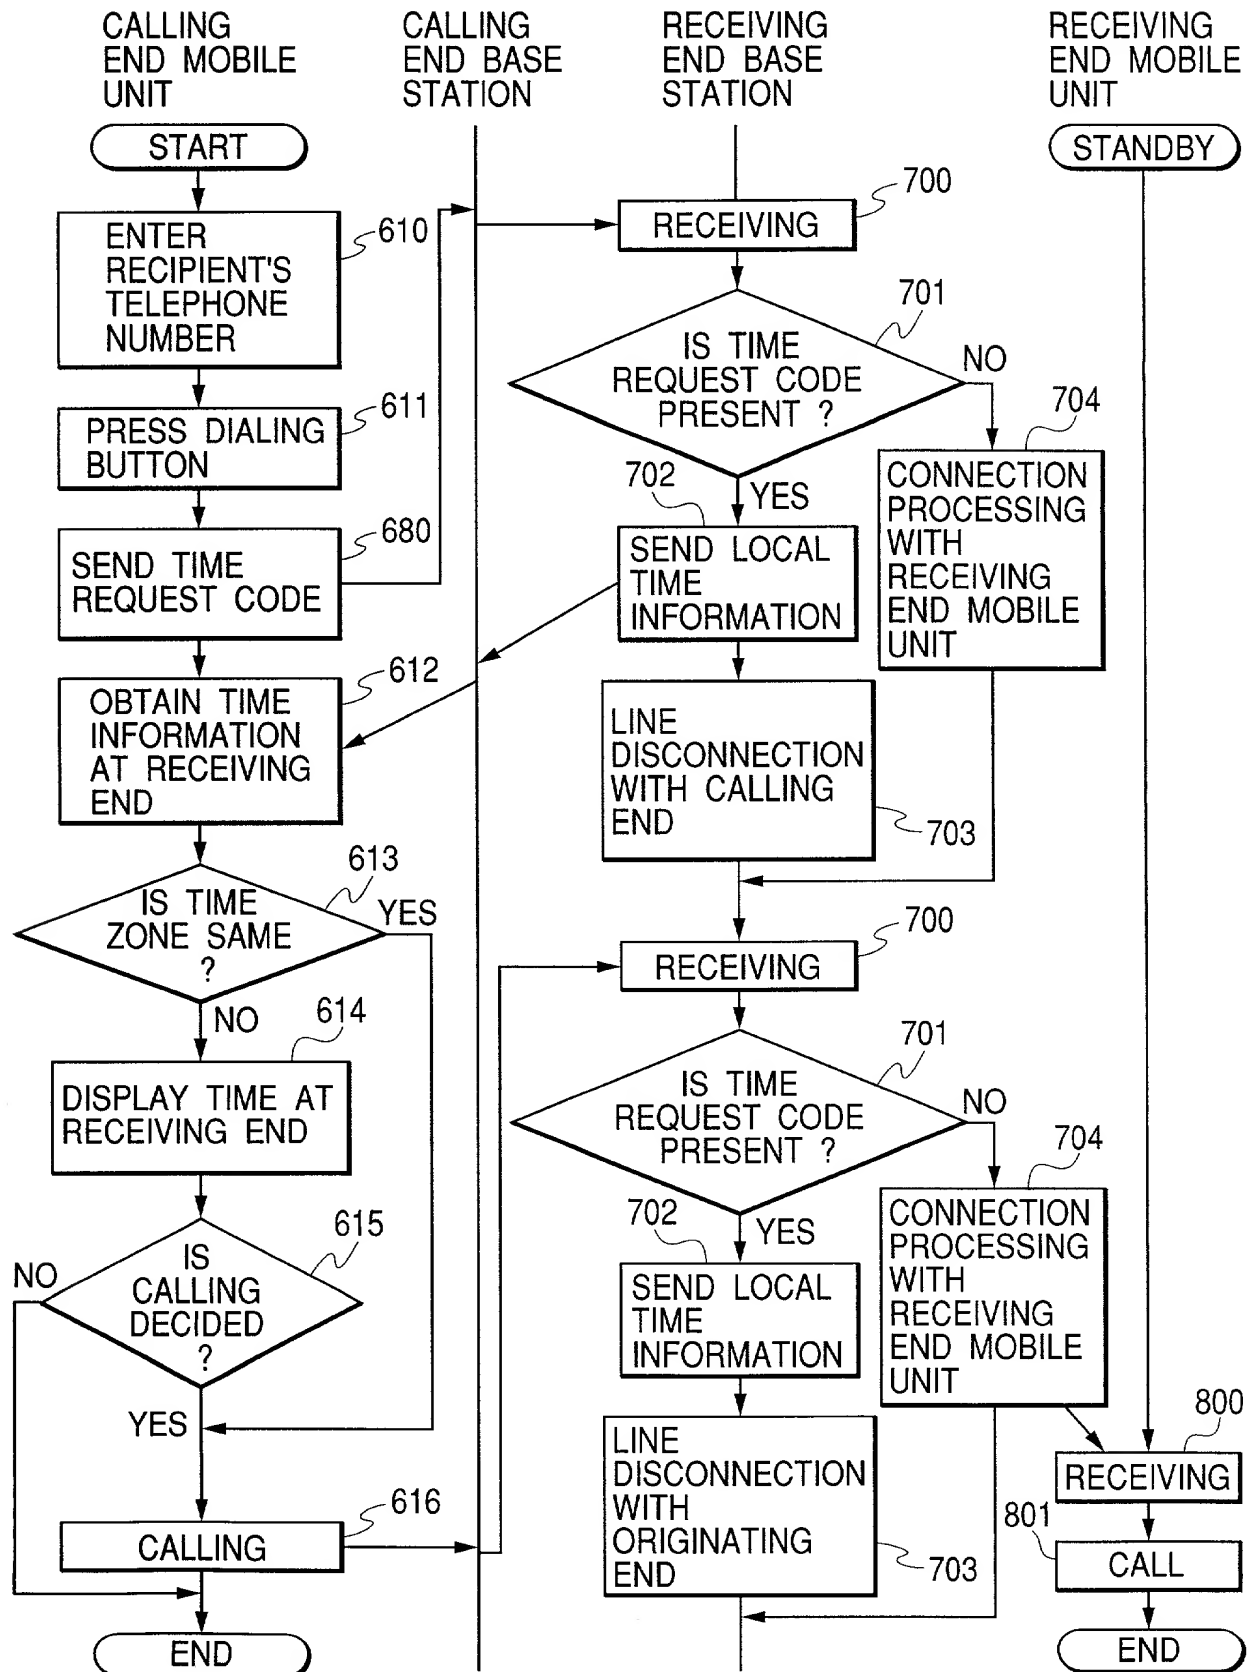 CALLING
END MOBILE
UNIT
CALLING
END BASE
STATION
RECEIVING
END BASE
STATION
RECEIVING
END MOBILE
UNIT
START
ENTER
RECIPIENT'S
TELEPHONE
NUMBER
610
PRESS DIALING
BUTTON
611
SEND TIME
REQUEST CODE
680
OBTAIN TIME
INFORMATION
AT RECEIVING
END
612
IS TIME
ZONE SAME
?
613
YES
NO
614
DISPLAY TIME AT
RECEIVING END
IS
CALLING
DECIDED
?
615
NO
YES
CALLING
616
END
RECEIVING
700
IS TIME
REQUEST CODE
PRESENT ?
701
NO
YES
702
SEND LOCAL
TIME
INFORMATION
704
CONNECTION
PROCESSING
WITH
RECEIVING
END MOBILE
UNIT
LINE
DISCONNECTION
WITH CALLING
END
703
RECEIVING
700
IS TIME
REQUEST CODE
PRESENT ?
701
NO
YES
702
SEND LOCAL
TIME
INFORMATION
704
CONNECTION
PROCESSING
WITH
RECEIVING
END MOBILE
UNIT
LINE
DISCONNECTION
WITH
ORIGINATING
END
703
STANDBY
800
RECEIVING
801
CALL
END